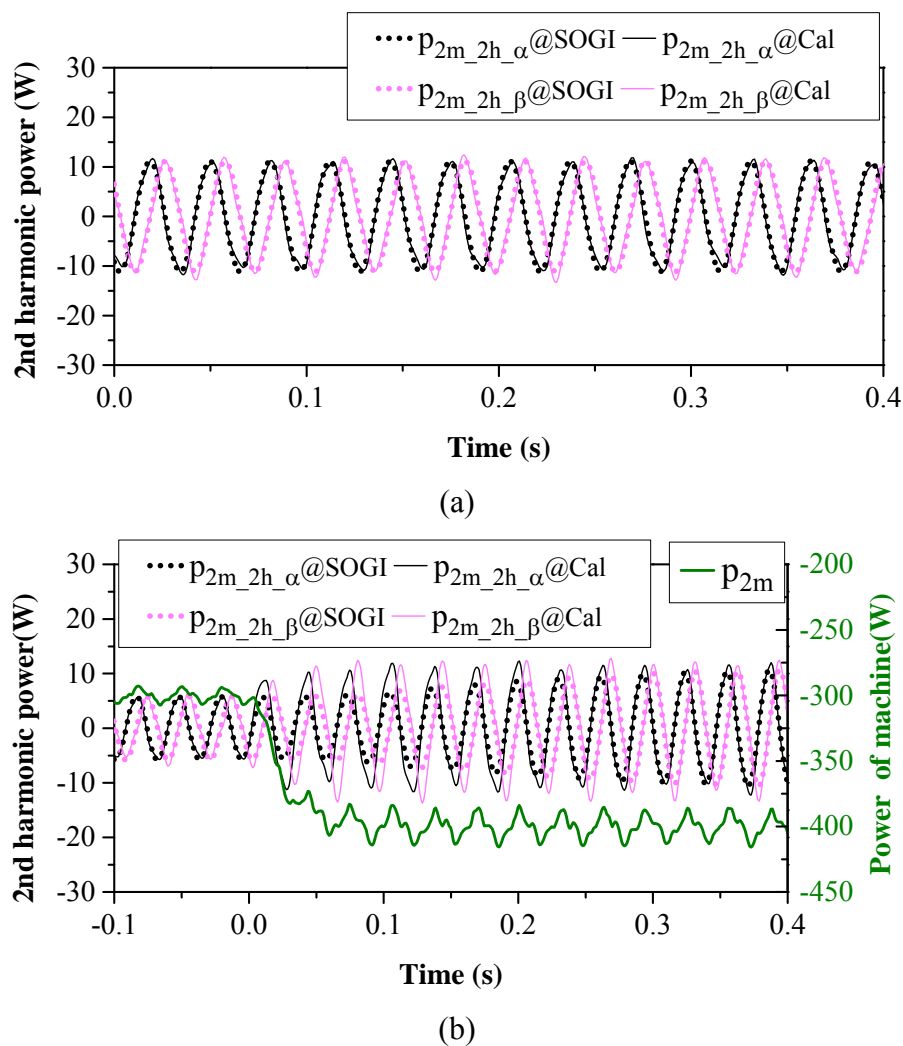 p2m_2h_α@SOGI p2m_2h_α@Cal
p2m_2h_β@SOGI p2m_2h_β@Cal
2nd harmonic power (W)
30
20
10
0
-10
-20
-30
0.0 0.1 0.2 0.3 0.4
Time (s)
(a)
p2m_2h_α@SOGI p2m_2h_α@Cal
p2m_2h_β@SOGI p2m_2h_β@Cal
p2m
2nd harmonic power(W)
30
20
10
0
-10
-20
-30
-200
-250
-300
-350
-400
-450
Power of machine(W)
-0.1 0.0 0.1 0.2 0.3 0.4
Time (s)
(b)